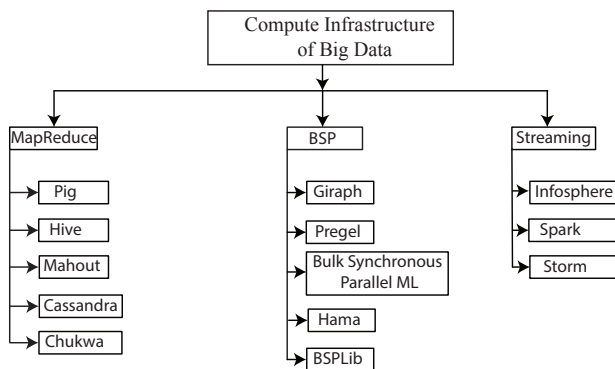 Compute Infrastructure
of Big Data
MapReduce
BSP
Streaming
Pig
Hive
Mahout
Cassandra
Chukwa
Giraph
Pregel
Bulk Synchronous
Parallel ML
Hama
BSPLib
Infosphere
Spark
Storm